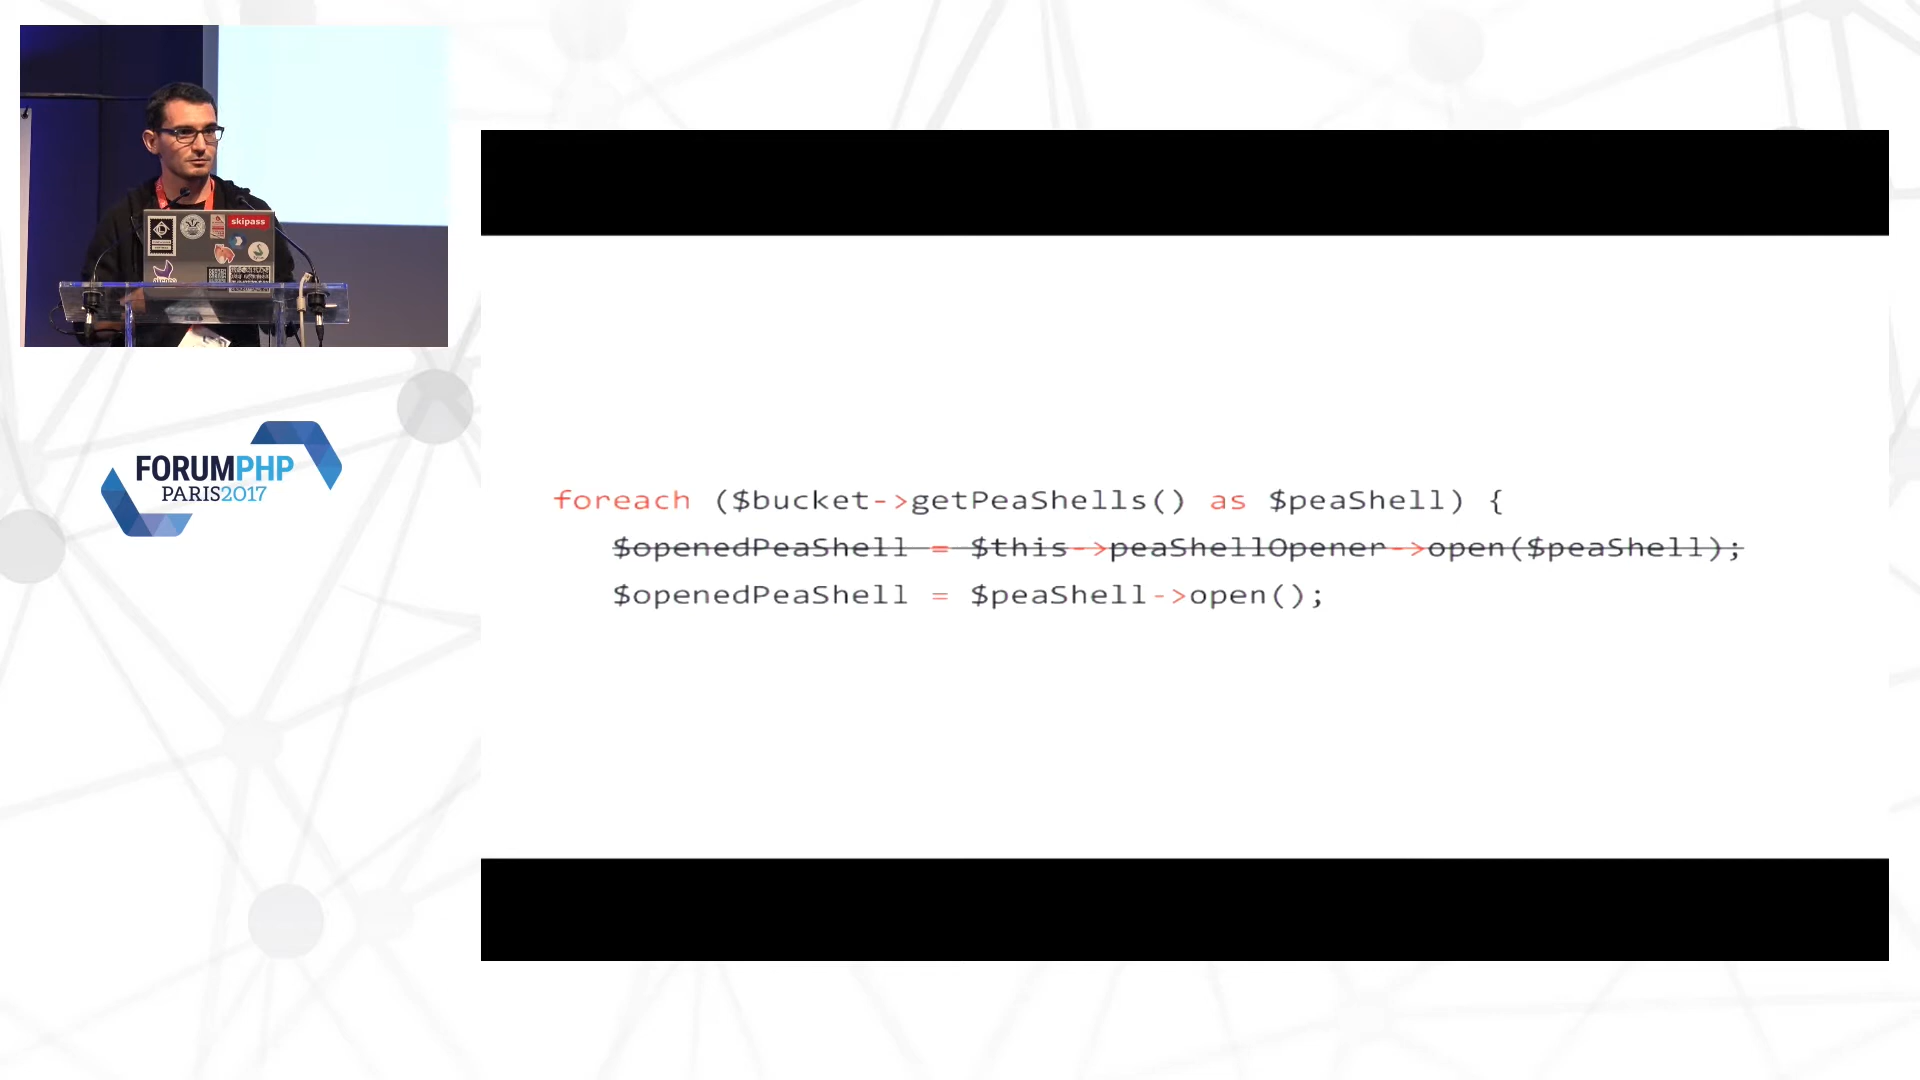 skipass
FORUMPHP
PARIS2017
foreach ($bucket->getPeaShells() as $peaShell) {
$openedPeaShell = $this->peaShellOpener->open($peaShell);
$openedPeaShell = $peaShell->open();